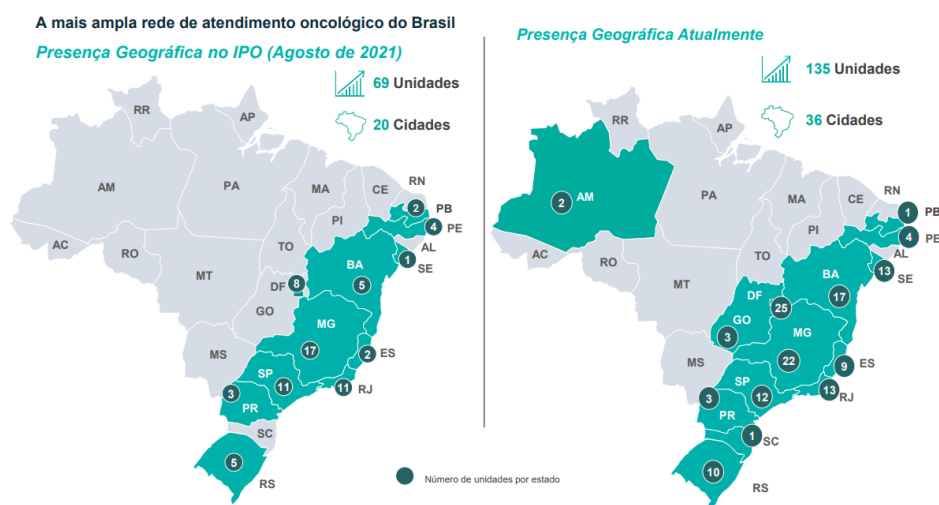 A mais ampla rede de atendimento oncológico do Brasil
Presença Geográfica no IPO (Agosto de 2021)
69 Unidades
20 Cidades
RR
AP
AM
PA
MA
CE
RN
2
PB
PI
4
PE
AC
RO
TO
AL
1
SE
MT
BA
DF
8
5
GO
MG
MS
17
2
ES
SP
3
11
11
RJ
PR
SC
5
RS
Número de unidades por estado
Presença Geográfica Atualmente
135 Unidades
36 Cidades
RR
AP
AM
2
PA
MA
CE
RN
1
PB
PI
4
PE
AC
RO
TO
AL
13
SE
MT
BA
DF
17
25
GO
MG
3
MS
22
9
ES
SP
3
12
13
RJ
PR
1
SC
10
RS